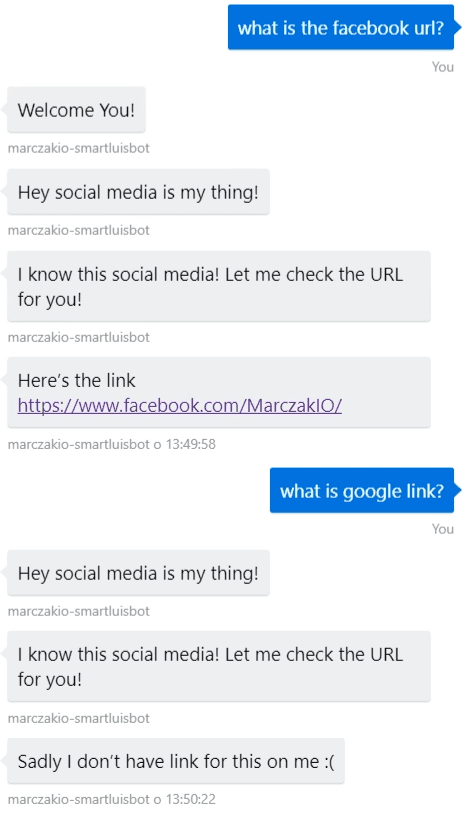 what is the facebook url?
You
Welcome You!
marczakio-smartluisbot
Hey social media is my thing!
marczakio-smartluisbot
I know this social media! Let me check the URL
for you!
marczakio-smartluisbot
Here's the link
https://www.facebook.com/MarczakIO/
marczakio-smartluisbot o 13:49:58
what is google link?
You
Hey social media is my thing!
marczakio-smartluisbot
I know this social media! Let me check the URL
for you!
marczakio-smartluisbot
Sadly I don't have link for this on me :(
marczakio-smartluisbot o 13:50:22